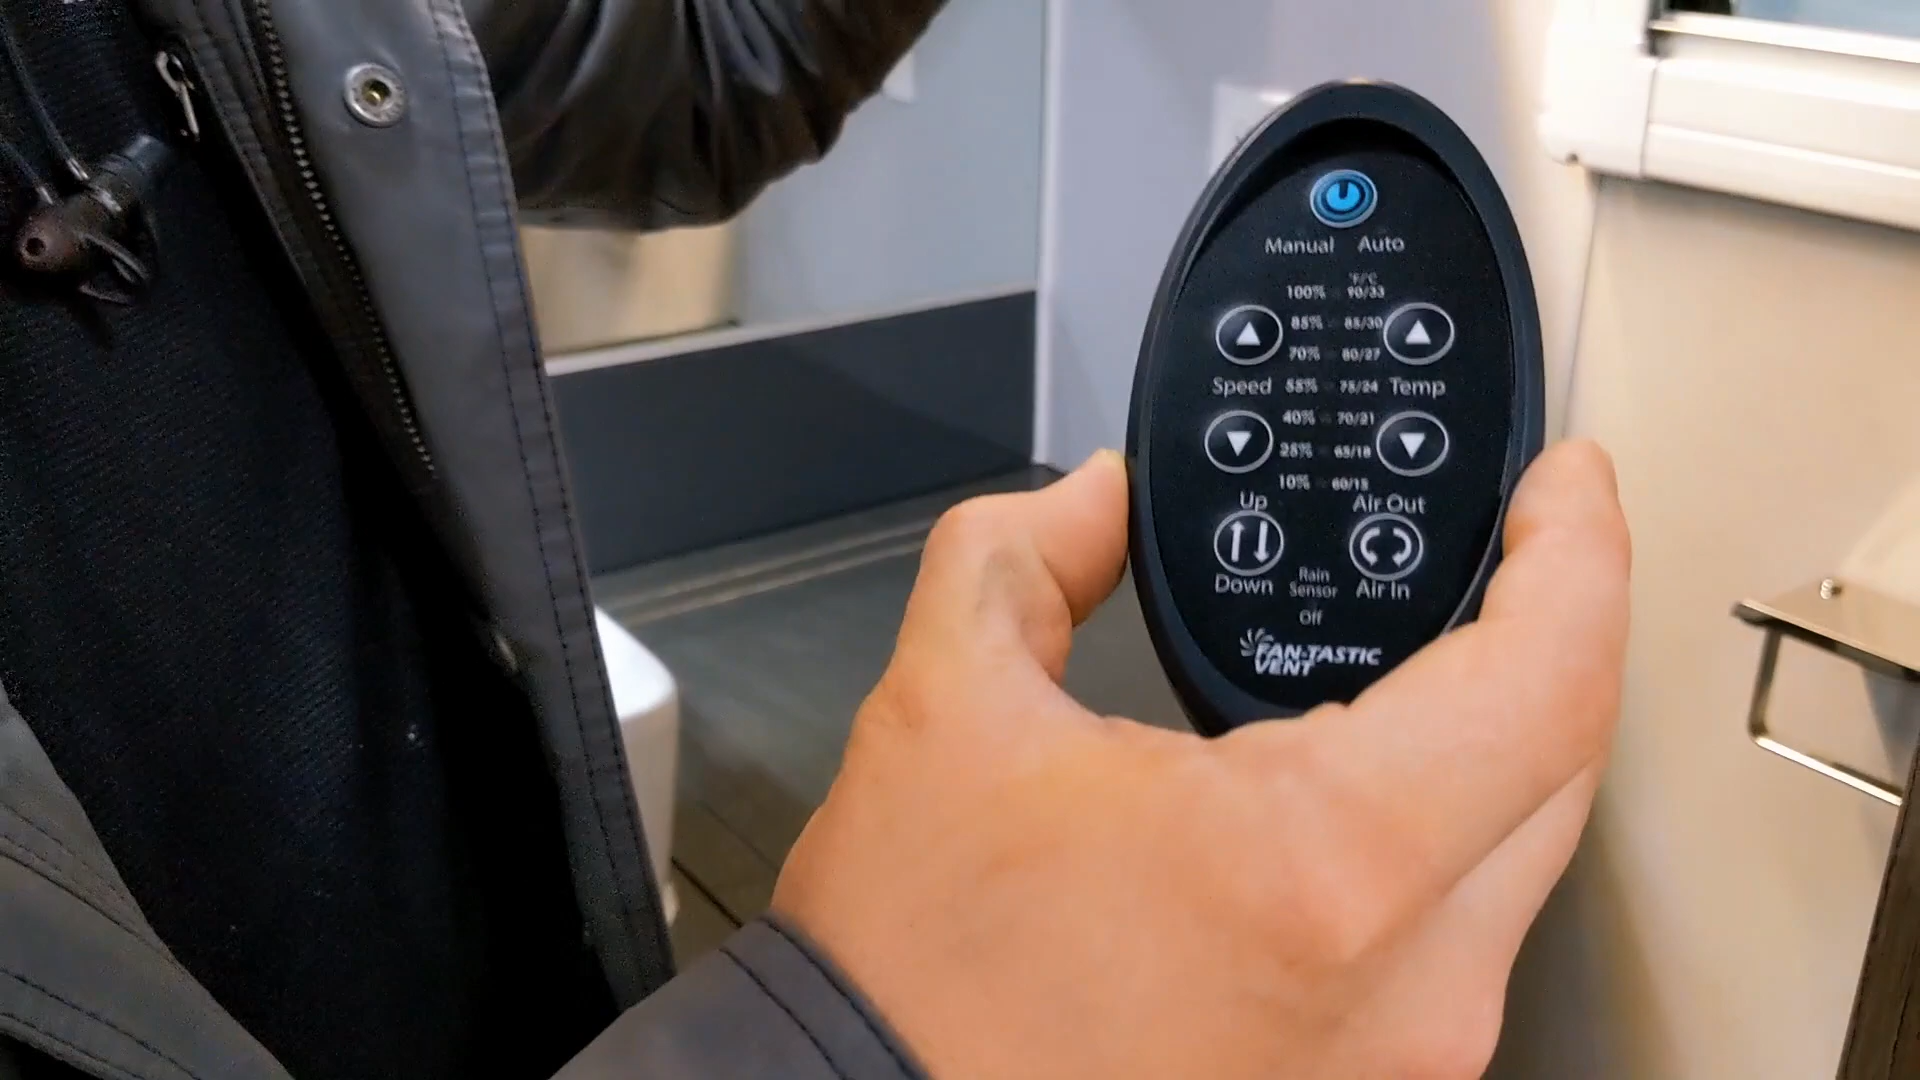 Manual Auto
°F/°C
100% 90/33
85% 85/30
70% 80/27
Speed 55% 75/24 Temp
40% 70/21
25% 65/18
10% 60/15
Up Air Out
Down Rain Sensor Air In
Off
FAN-TASTIC
VENT